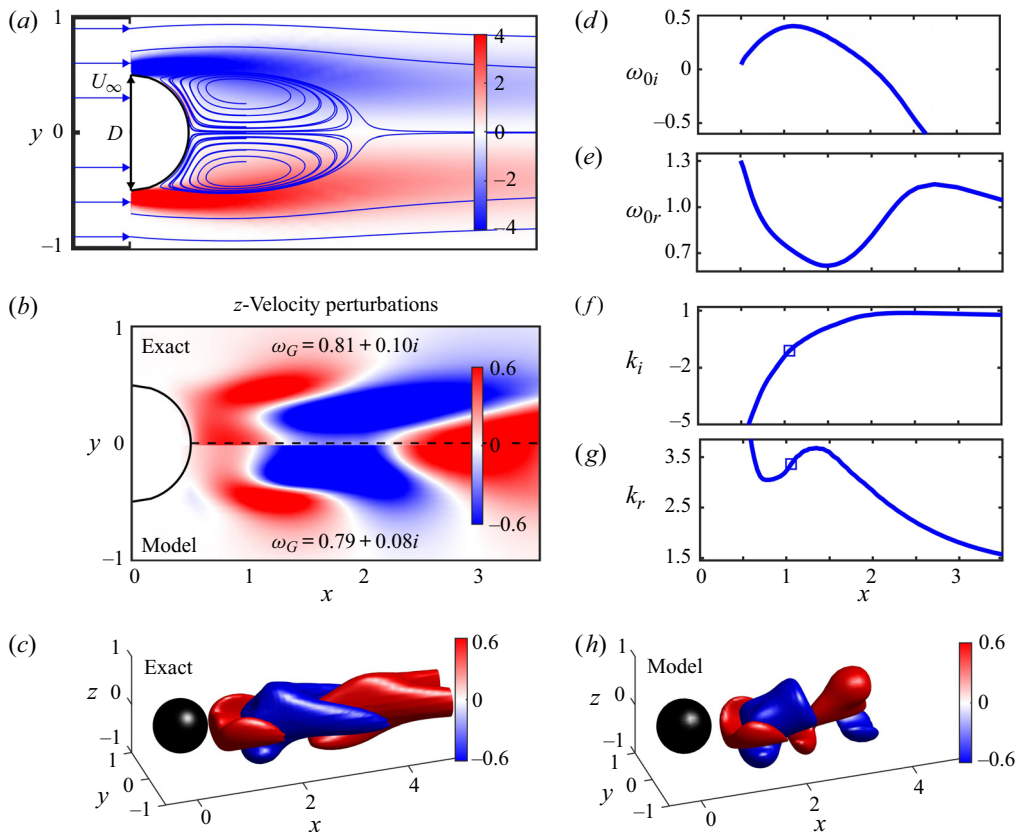 (a)
1
U∞
y
0
D
−1
4
2
0
−2
−4
(b)
z-Velocity perturbations
1
Exact
ω_G = 0.81 + 0.10i
0.6
y
0
0
−0.6
Model
ω_G = 0.79 + 0.08i
−1
0
1
2
3
x
(c)
1
Exact
z
0
−1
1
y
0
−1
0
2
4
x
0.6
0
−0.6
(d)
0.5
ω0i
0
−0.5
(e)
1.3
ω0r
1.0
0.7
(f)
1
k_i
−2
−5
(g)
3.5
k_r
2.5
1.5
0
1
2
3
x
(h)
1
Model
z
0
−1
1
y
0
−1
0
2
4
x
0.6
0
−0.6